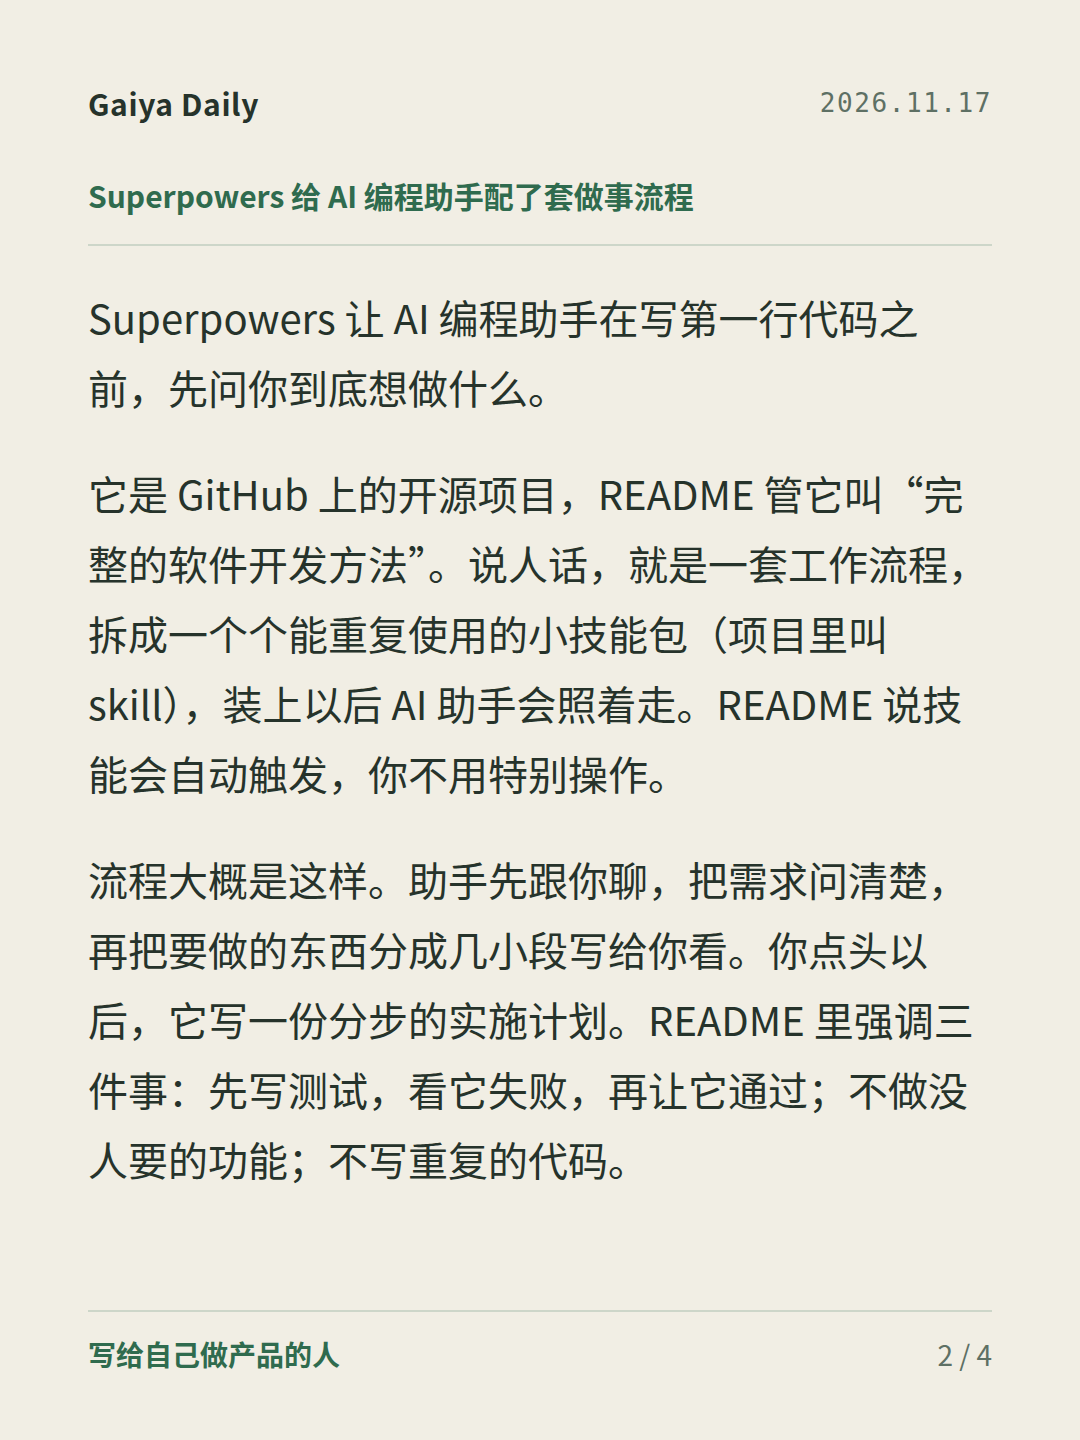 Gaiya Daily
2026.11.17
Superpowers 给 AI 编程助手配了套做事流程
Superpowers 让 AI 编程助手在写第一行代码之
前，先问你到底想做什么。
它是 GitHub 上的开源项目，README 管它叫“完
整的软件开发方法”。说人话，就是一套工作流程，
拆成一个个能重复使用的小技能包（项目里叫
skill），装上以后 AI 助手会照着走。README 说技
能会自动触发，你不用特别操作。
流程大概是这样。助手先跟你聊，把需求问清楚，
再把要做的东西分成几小段写给你看。你点头以
后，它写一份分步的实施计划。README 里强调三
件事：先写测试，看它失败，再让它通过；不做没
人要的功能；不写重复的代码。
写给自己做产品的人
2 / 4